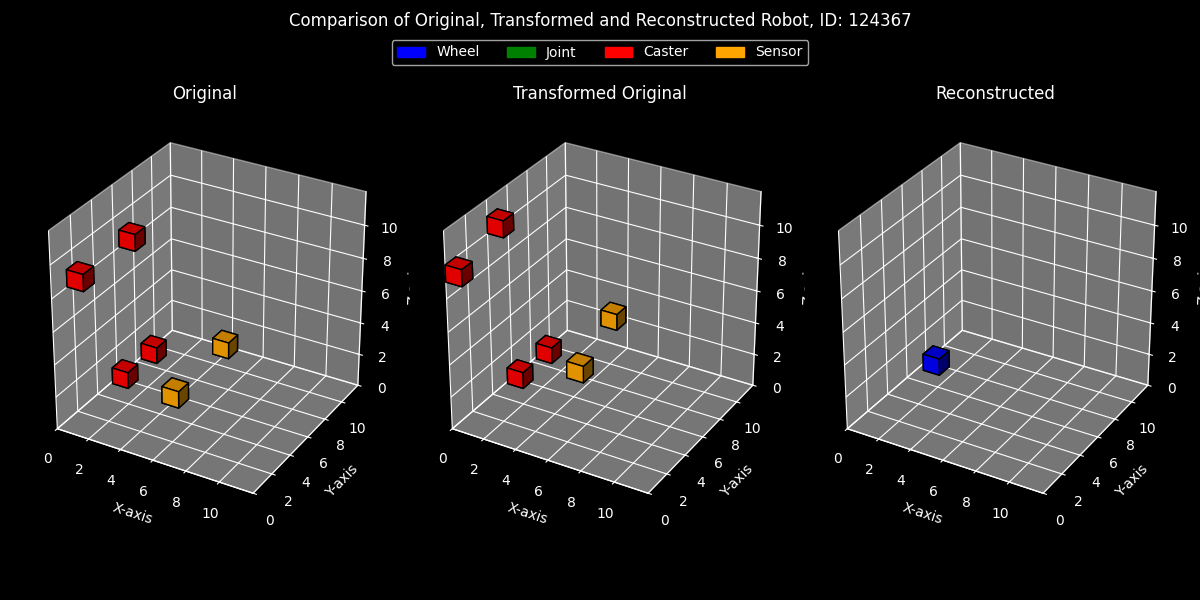 Comparison of Original, Transformed and Reconstructed Robot, ID: 124367
Wheel Joint Caster Sensor
Original Transformed Original Reconstructed
10 10 10
8 8 8
6 6 6
4 4 4
2 2 2
0 0 0
10 10 10
8 8 8
6 6 6
4 4 4
2 2 2
0 0 0
0 2 4 6 8 10
0 2 4 6 8 10
0 2 4 6 8 10
X-axis Y-axis
X-axis Y-axis
X-axis Y-axis